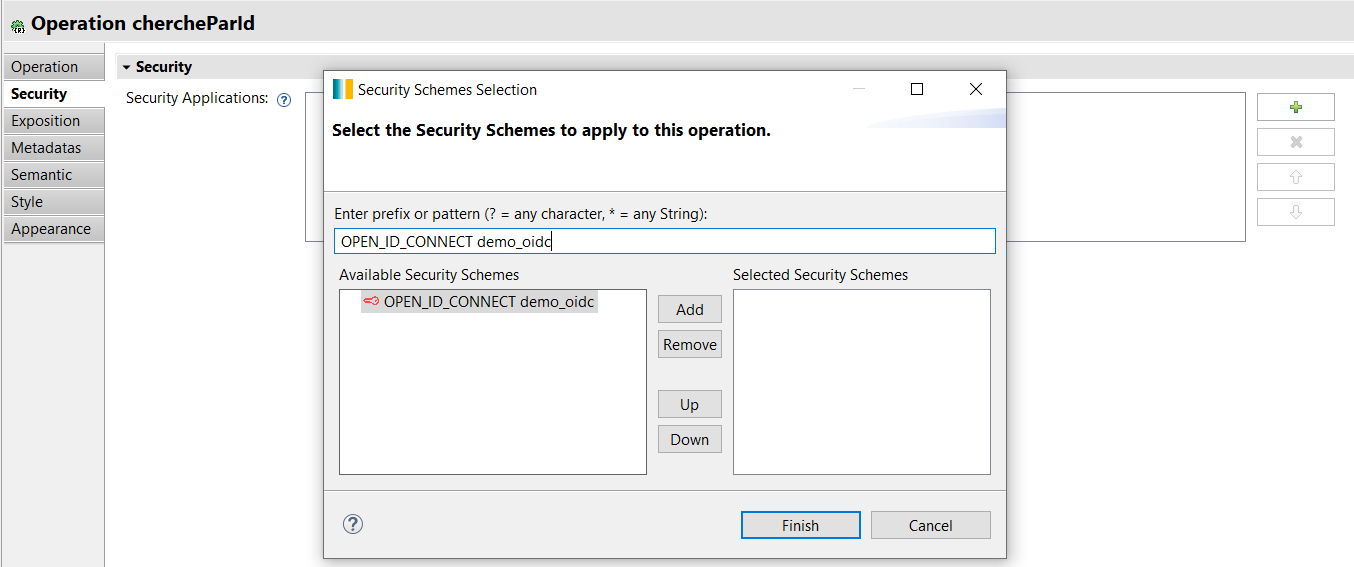 Operation chercheParId
Operation
Security
Exposition
Metadatas
Semantic
Style
Appearance
Security
Security Applications:
Security Schemes Selection
Select the Security Schemes to apply to this operation.
Enter prefix or pattern (? = any character, * = any String):
OPEN_ID_CONNECT demo_oidc
Available Security Schemes
OPEN_ID_CONNECT demo_oidc
Add
Remove
Up
Down
Selected Security Schemes
Finish
Cancel